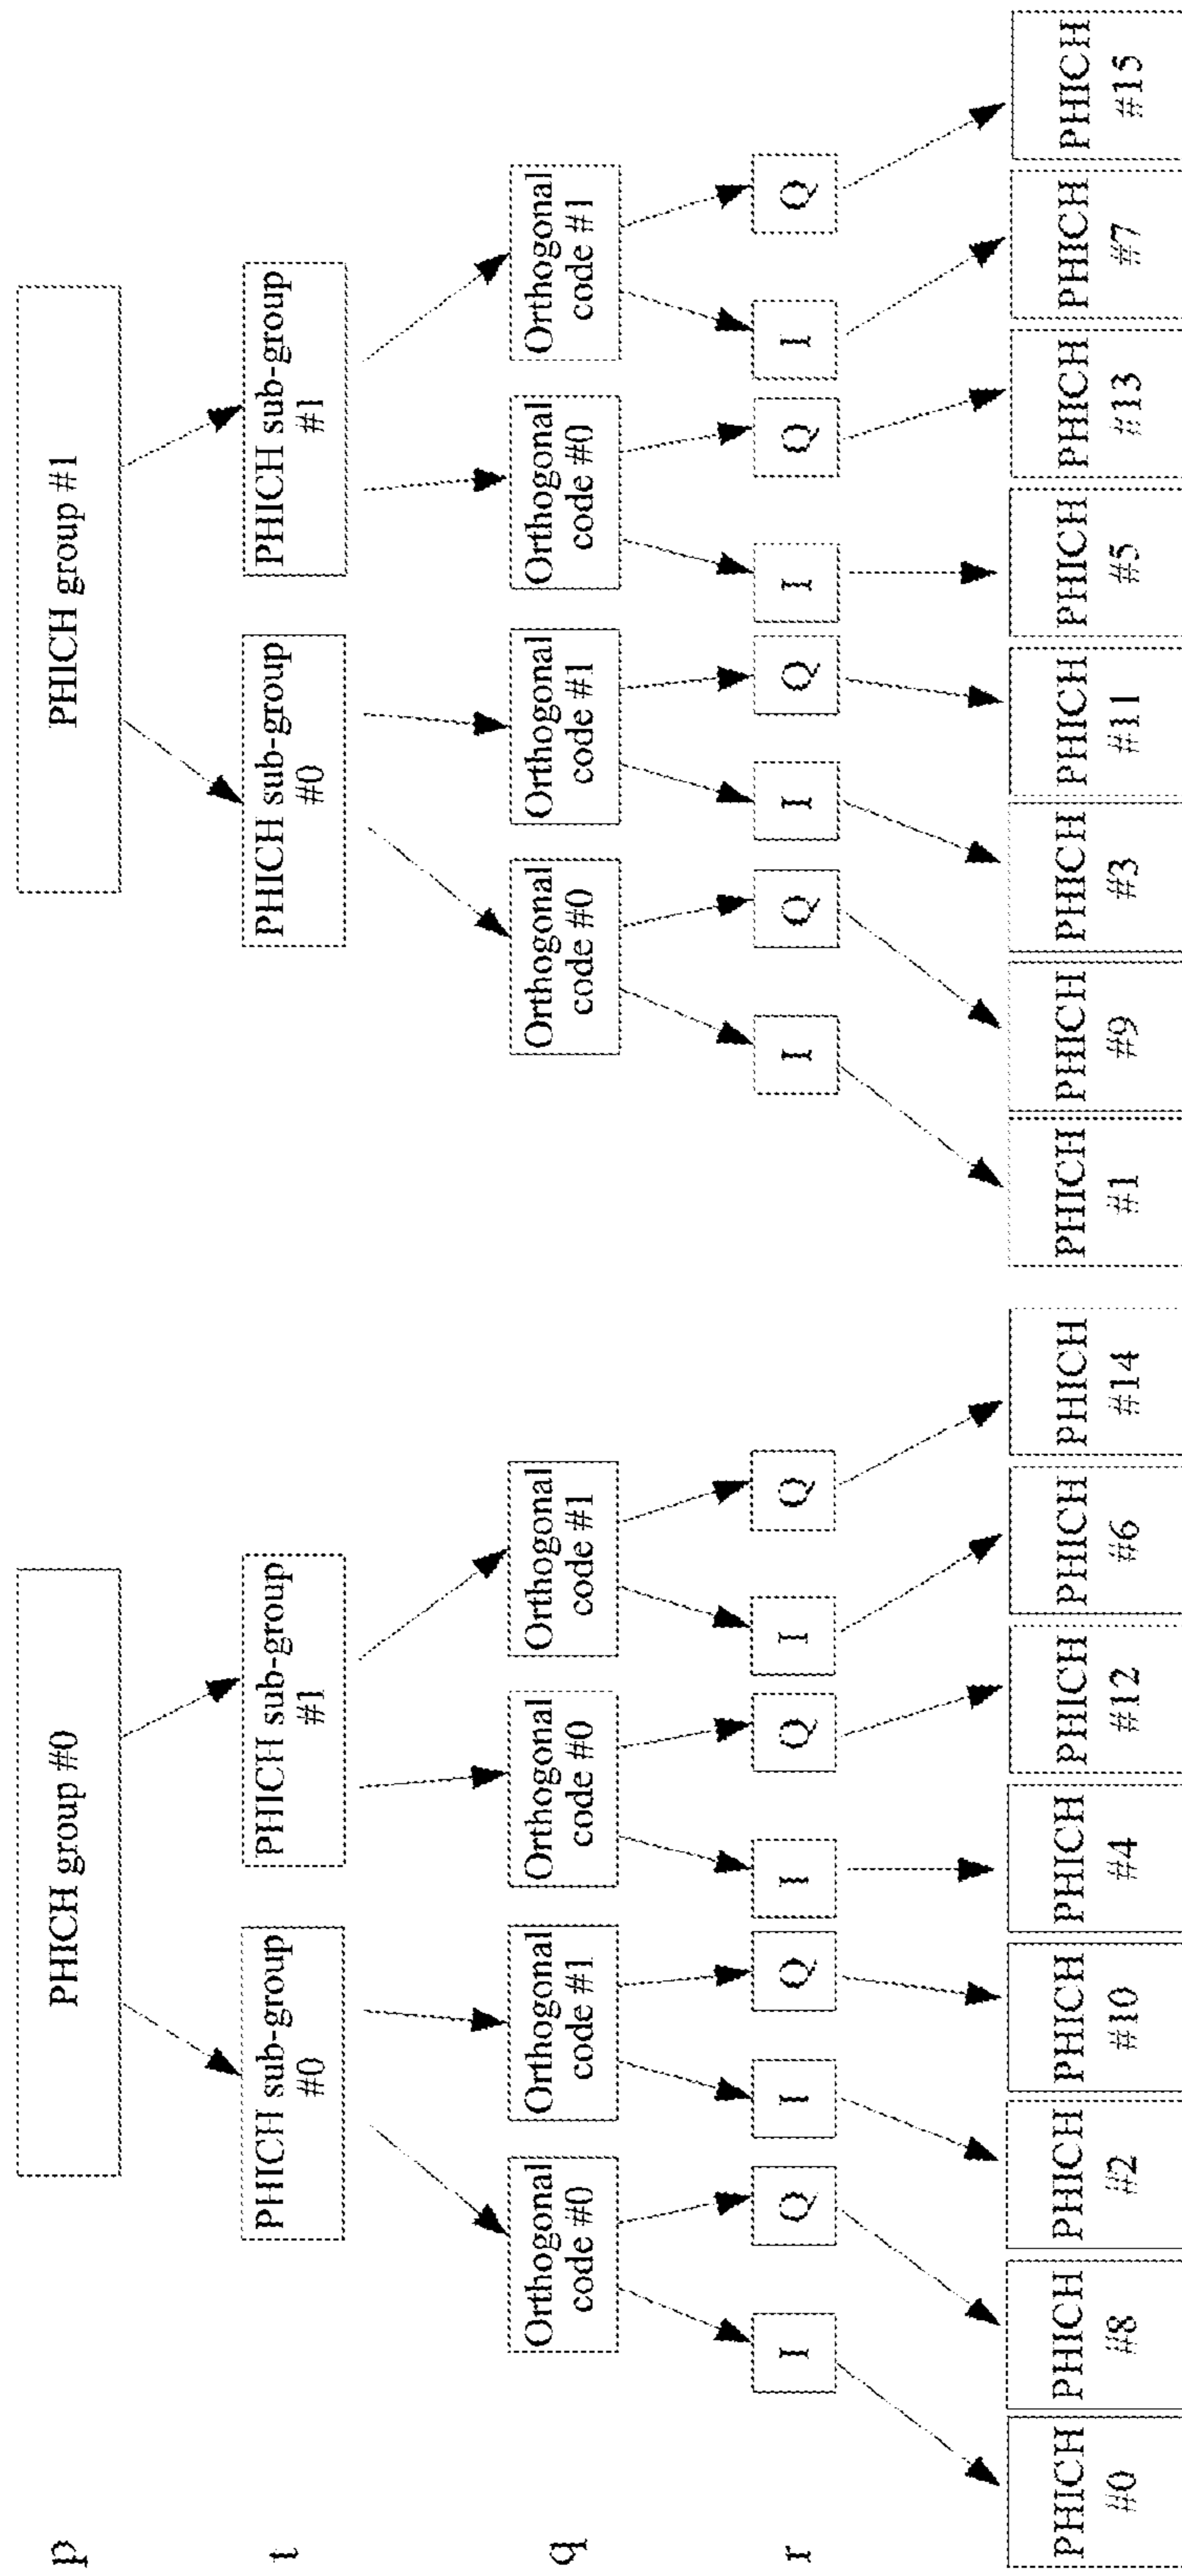 p
PHICH group #0
PHICH group #1
t
PHICH sub-group
#0
PHICH sub-group
#1
PHICH sub-group
#0
PHICH sub-group
#1
q
Orthogonal
code #0
Orthogonal
code #1
Orthogonal
code #0
Orthogonal
code #1
Orthogonal
code #0
Orthogonal
code #1
Orthogonal
code #0
Orthogonal
code #1
r
I
Q
I
Q
I
Q
I
Q
I
Q
I
Q
I
Q
I
Q
PHICH
#0
PHICH
#8
PHICH
#2
PHICH
#10
PHICH
#4
PHICH
#12
PHICH
#6
PHICH
#14
PHICH
#1
PHICH
#9
PHICH
#3
PHICH
#11
PHICH
#5
PHICH
#13
PHICH
#7
PHICH
#15